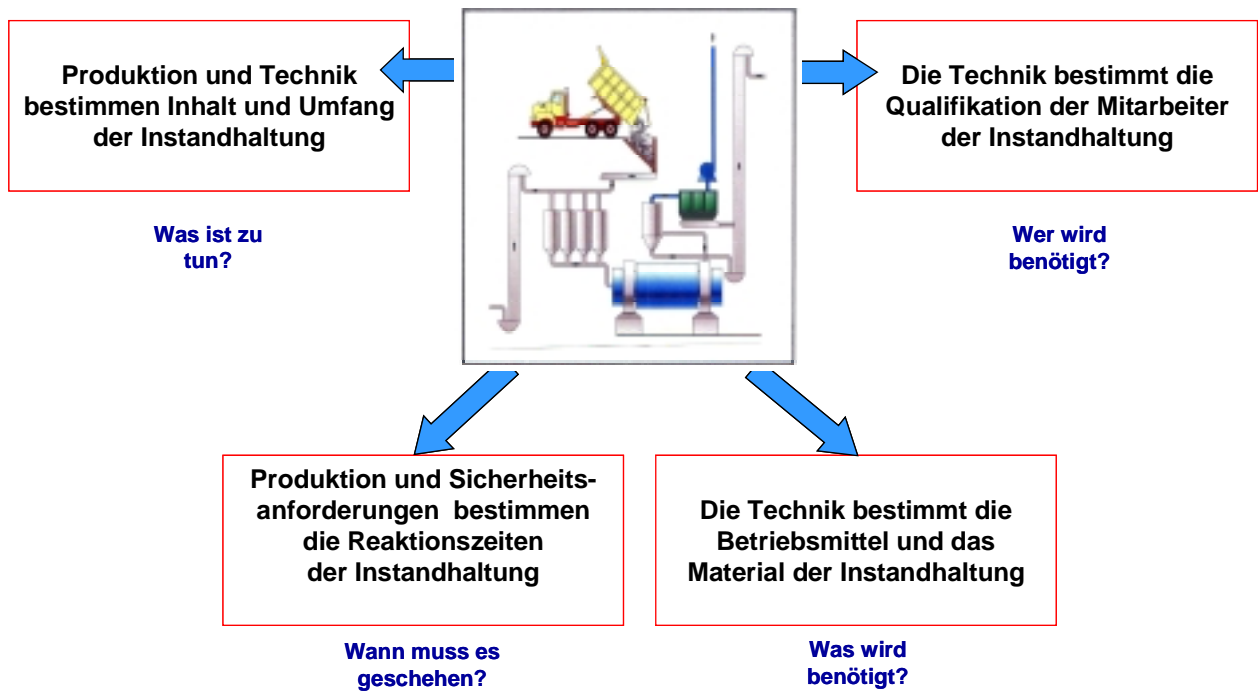 Produktion und Technik
bestimmen Inhalt und Umfang
der Instandhaltung
Was ist zu
tun?
Die Technik bestimmt die
Qualifikation der Mitarbeiter
der Instandhaltung
Wer wird
benötigt?
Produktion und Sicherheits-
anforderungen bestimmen
die Reaktionszeiten
der Instandhaltung
Wann muss es
geschehen?
Die Technik bestimmt die
Betriebsmittel und das
Material der Instandhaltung
Was wird
benötigt?